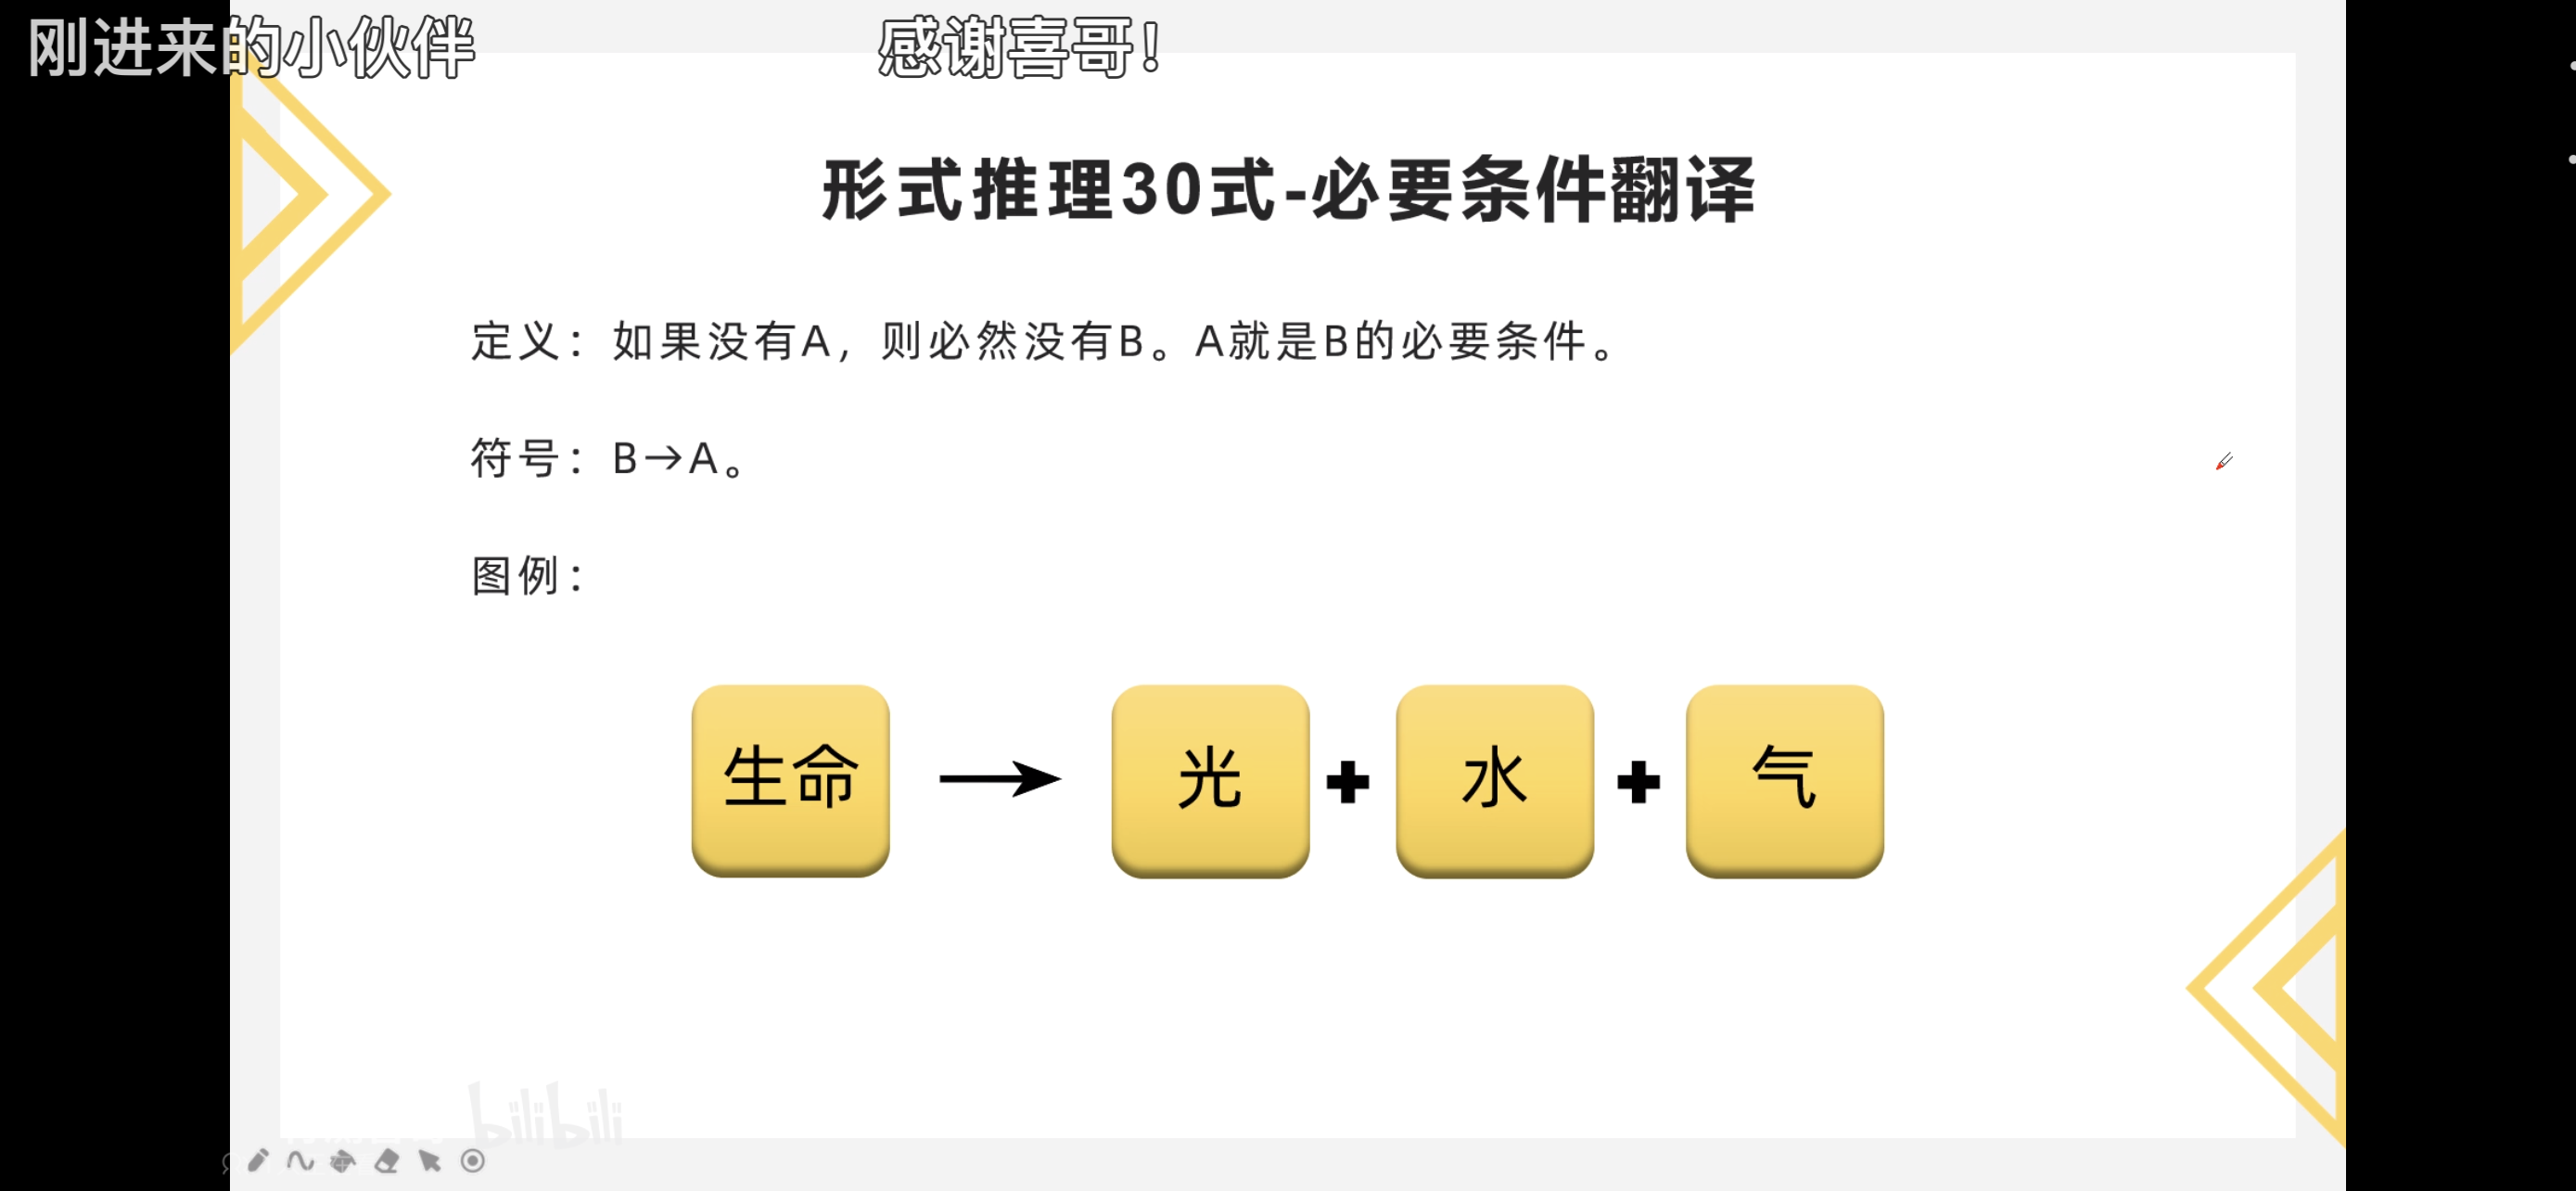 刚进来的小伙伴 感谢喜哥！
形式推理30式-必要条件翻译
定义：如果没有A，则必然没有B。A就是B的必要条件。
符号：B→A。
图例：
生命 → 光 + 水 + 气
bilibili